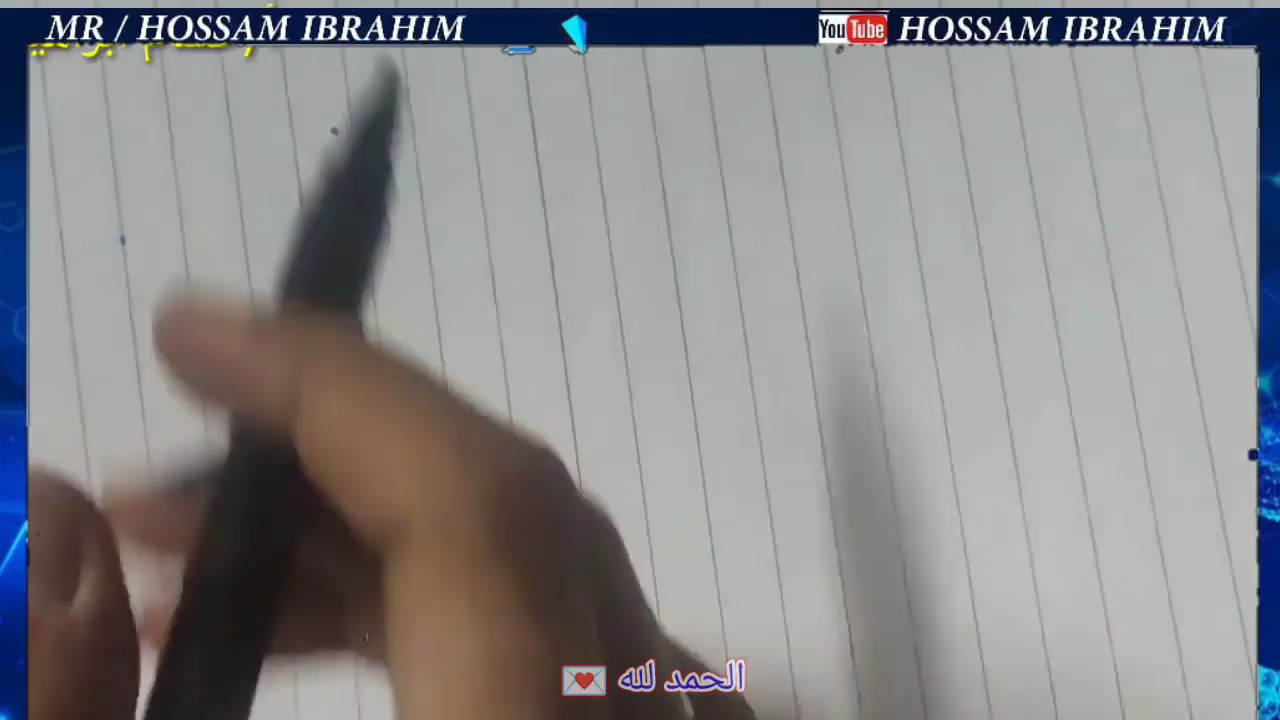 MR / HOSSAM IBRAHIM
YouTube HOSSAM IBRAHIM
الحمد لله